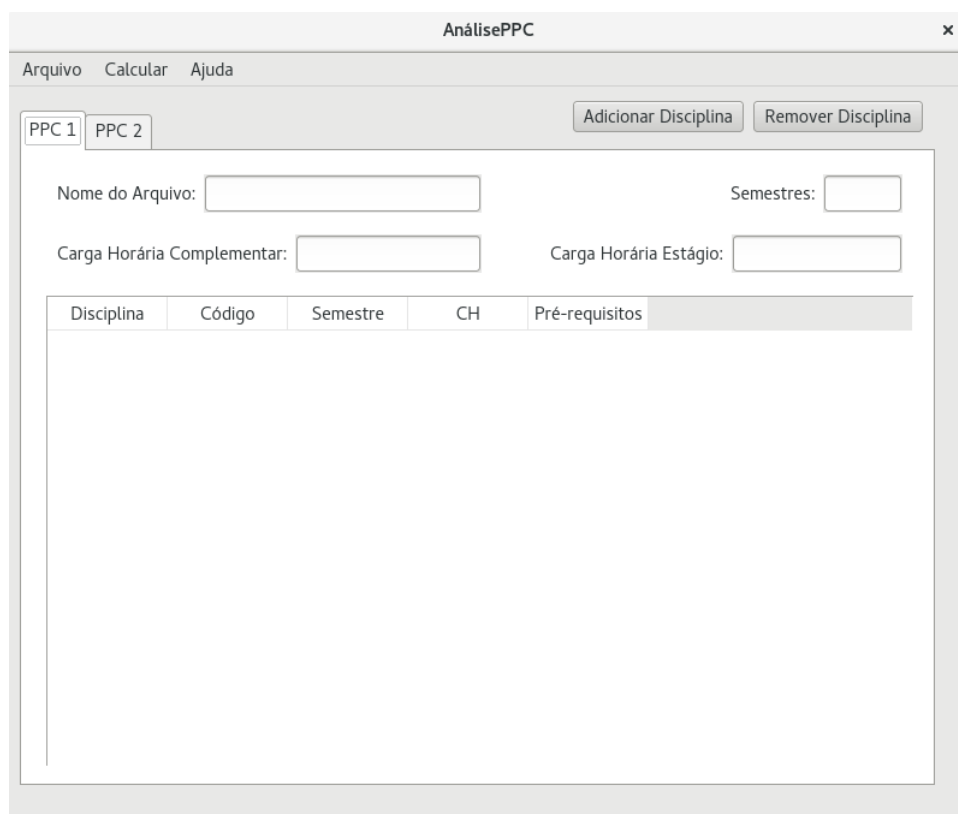 AnálisePPC ×
Arquivo Calcular Ajuda
PPC 1 PPC 2 Adicionar Disciplina Remover Disciplina
Nome do Arquivo: Semestres:
Carga Horária Complementar: Carga Horária Estágio:
Disciplina Código Semestre CH Pré-requisitos